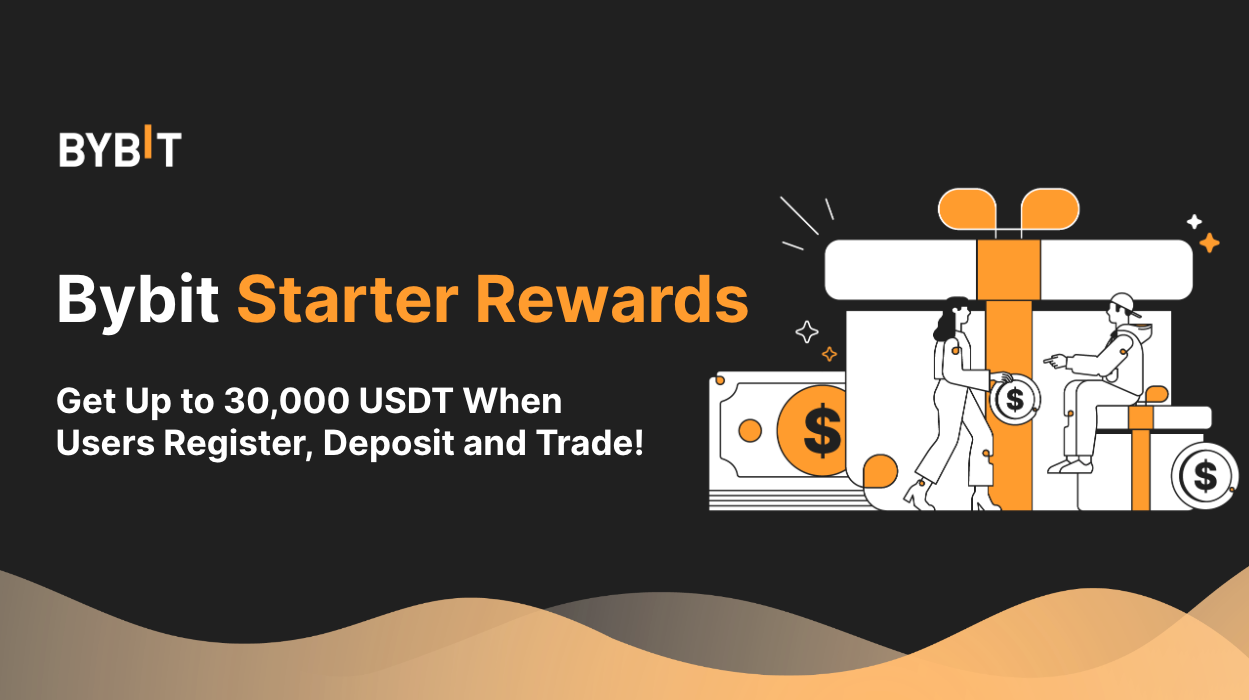 BYBIT
Bybit Starter Rewards
Get Up to 30,000 USDT When
Users Register, Deposit and Trade!
$
$
$